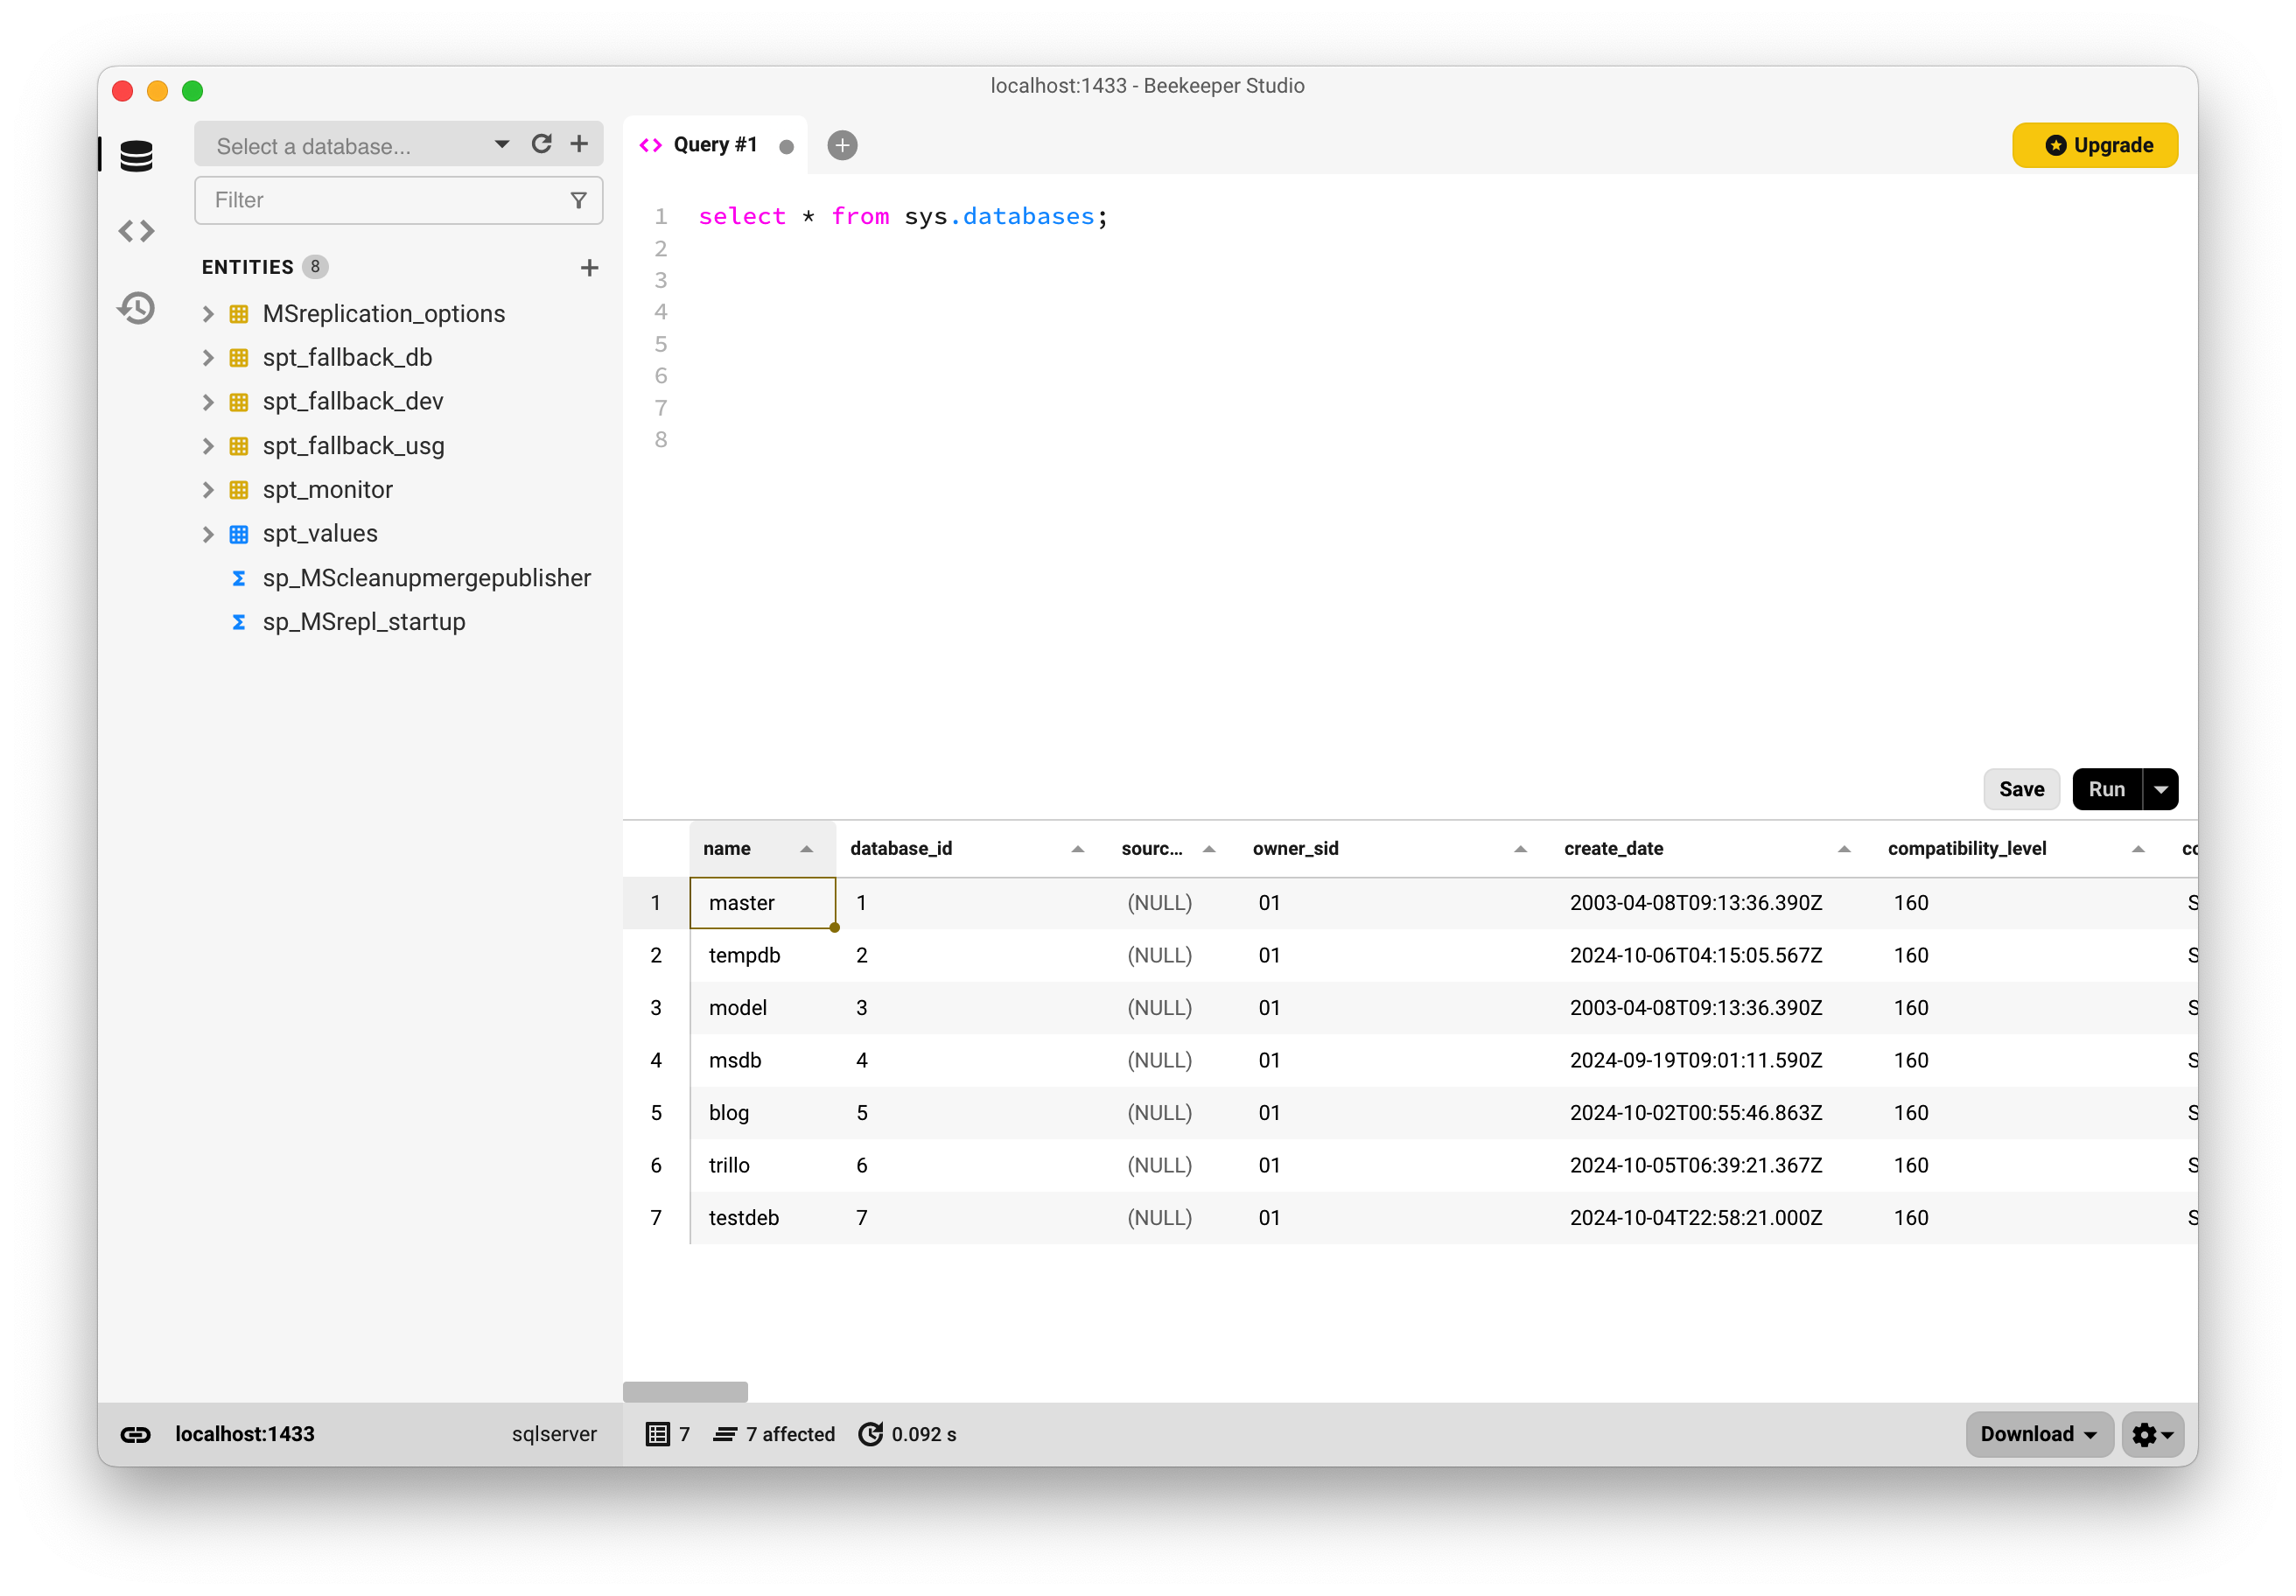 localhost:1433 - Beekeeper Studio
Select a database...
Filter
ENTITIES 8
MSreplication_options
spt_fallback_db
spt_fallback_dev
spt_fallback_usg
spt_monitor
spt_values
sp_MScleanupmergepublisher
sp_MSrepl_startup
Query #1
Upgrade
1 select * from sys.databases;
2
3
4
5
6
7
8
Save Run
name database_id sourc... owner_sid create_date compatibility_level co
1 master 1 (NULL) 01 2003-04-08T09:13:36.390Z 160 S
2 tempdb 2 (NULL) 01 2024-10-06T04:15:05.567Z 160 S
3 model 3 (NULL) 01 2003-04-08T09:13:36.390Z 160 S
4 msdb 4 (NULL) 01 2024-09-19T09:01:11.590Z 160 S
5 blog 5 (NULL) 01 2024-10-02T00:55:46.863Z 160 S
6 trillo 6 (NULL) 01 2024-10-05T06:39:21.367Z 160 S
7 testdeb 7 (NULL) 01 2024-10-04T22:58:21.000Z 160 S
localhost:1433 sqlserver 7 7 affected 0.092 s Download